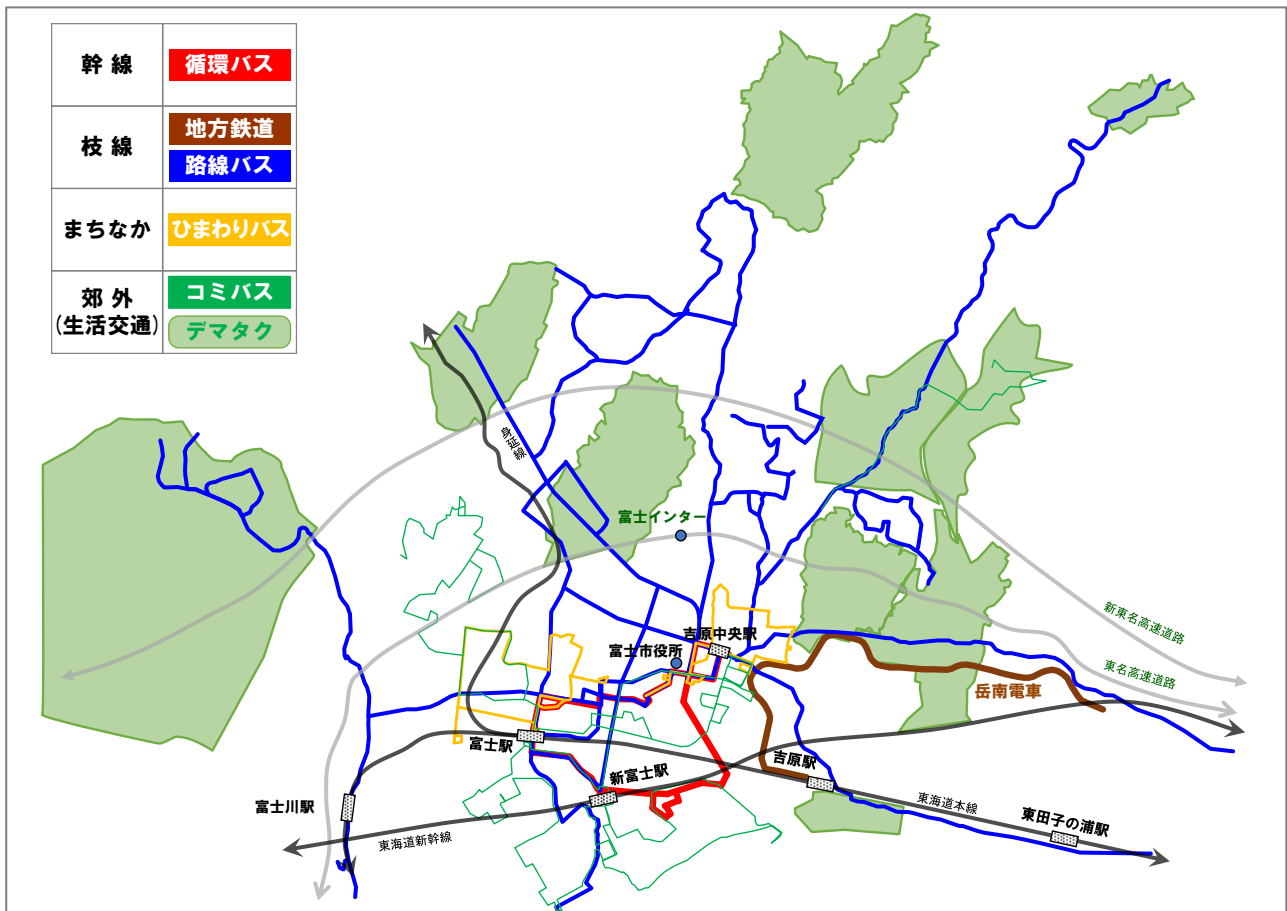 幹 線
循環バス
枝 線
地方鉄道
路線バス
まちなか
ひまわりバス
郊 外
(生活交通)
コミバス
デマタク
身延線
富士インター
新東名高速道路
吉原中央駅
富士市役所
東名高速道路
岳南電車
富士駅
吉原駅
新富士駅
富士川駅
東海道本線
東田子の浦駅
東海道新幹線